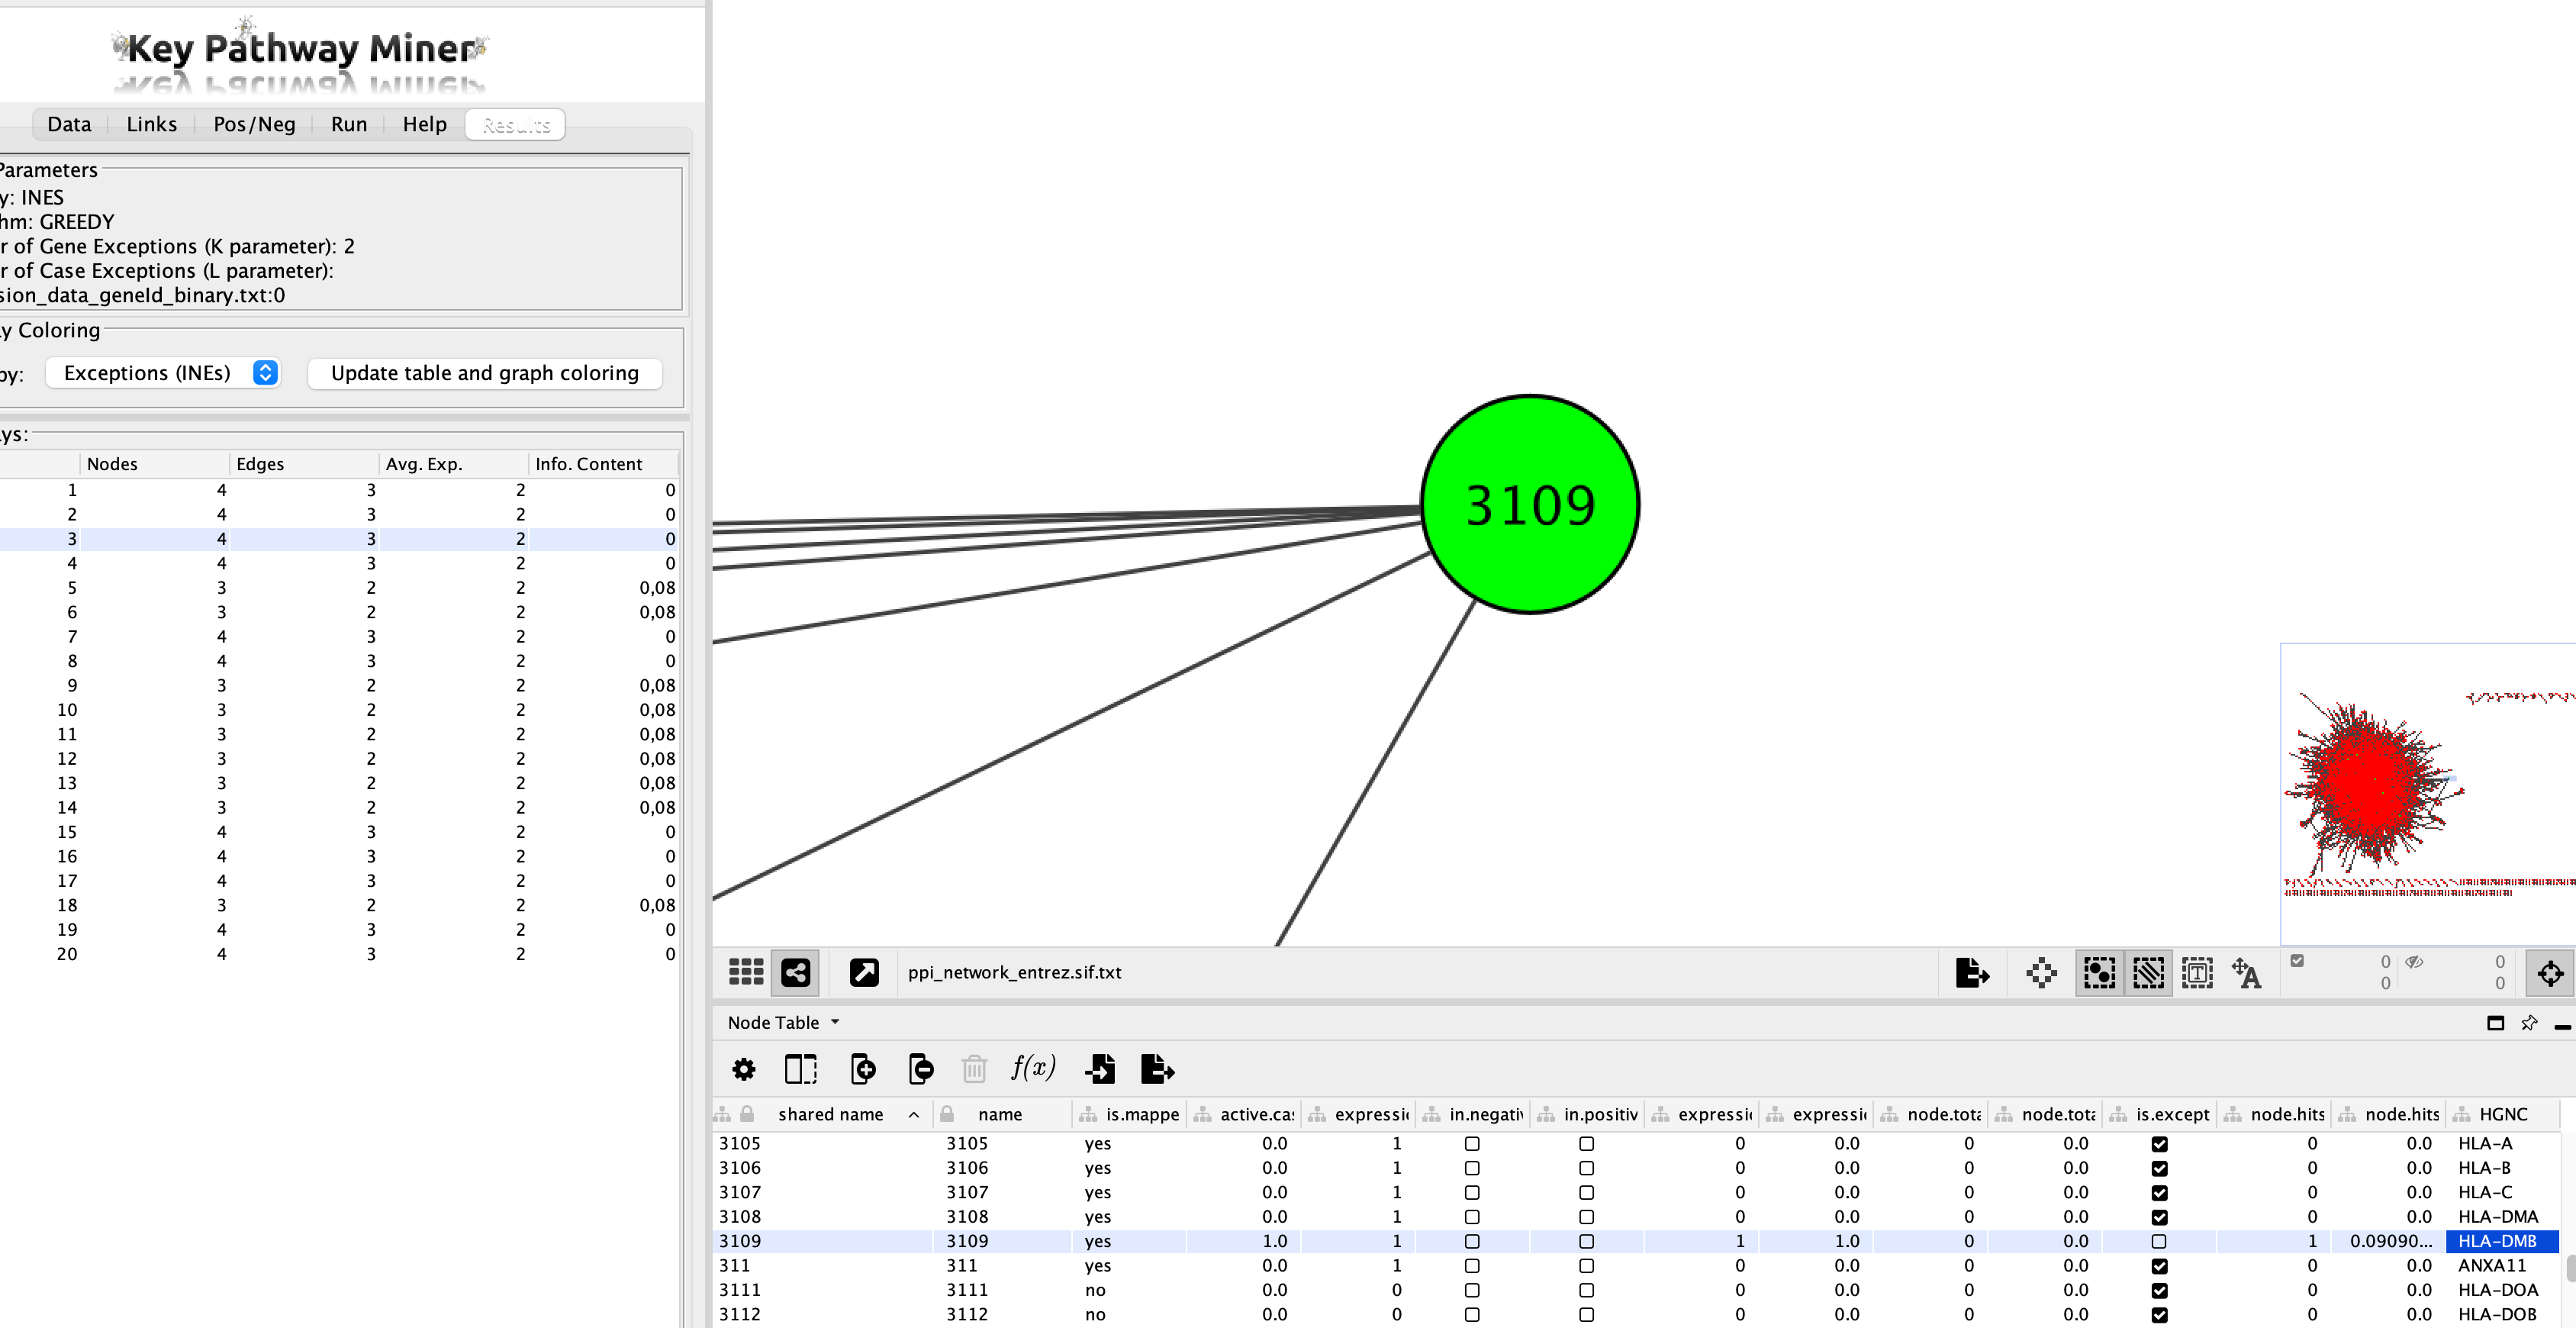 Key Pathway Miner
Data Links Pos/Neg Run Help Results
Parameters
y: INES
hm: GREEDY
r of Gene Exceptions (K parameter): 2
r of Case Exceptions (L parameter):
sion_data_geneId_binary.txt:0
y Coloring
by: Exceptions (INEs) Update table and graph coloring
ys:
Nodes Edges Avg. Exp. Info. Content
1 4 3 2 0
2 4 3 2 0
3 4 3 2 0
4 4 3 2 0
5 3 2 2 0,08
6 3 2 2 0,08
7 4 3 2 0
8 4 3 2 0
9 3 2 2 0,08
10 3 2 2 0,08
11 3 2 2 0,08
12 3 2 2 0,08
13 3 2 2 0,08
14 3 2 2 0,08
15 4 3 2 0
16 4 3 2 0
17 4 3 2 0
18 3 2 2 0,08
19 4 3 2 0
20 4 3 2 0
3109
ppi_network_entrez.sif.txt
T A 0 0
0 0
Node Table
f(x)
shared name name is.mappe active.ca: expressi in.negativ in.positiv expressi expressi node.tota node.tota is.except node.hits node.hits HGNC
3105 3105 yes 0.0 1 0 0.0 0 0.0 0 0.0 HLA-A
3106 3106 yes 0.0 1 0 0.0 0 0.0 0 0.0 HLA-B
3107 3107 yes 0.0 1 0 0.0 0 0.0 0 0.0 HLA-C
3108 3108 yes 0.0 1 0 0.0 0 0.0 0 0.0 HLA-DMA
3109 3109 yes 1.0 1 1 1.0 0 0.0 1 0.09090... HLA-DMB
311 311 yes 0.0 1 0 0.0 0 0.0 0 0.0 ANXA11
3111 3111 no 0.0 0 0 0.0 0 0.0 0 0.0 HLA-DOA
3112 3112 no 0.0 0 0 0.0 0 0.0 0 0.0 HLA-DOB